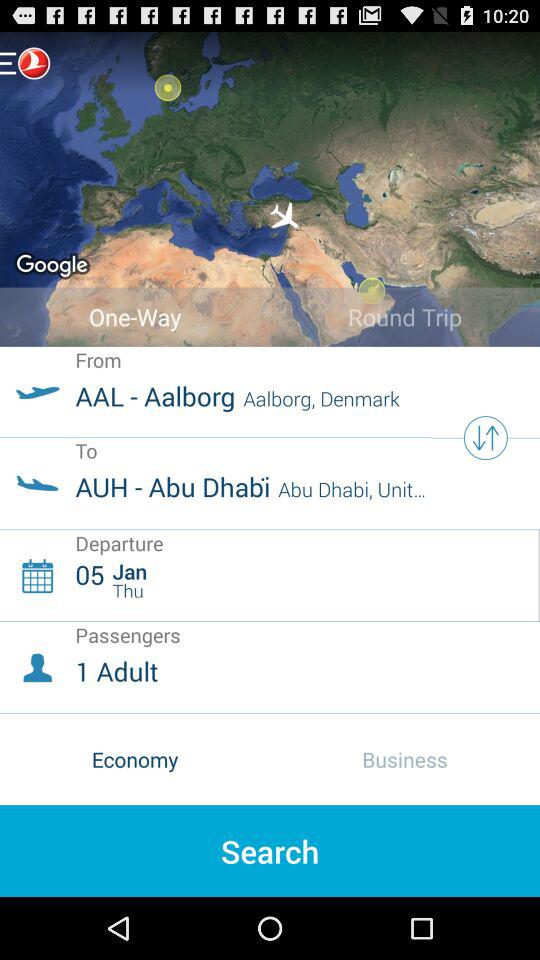 10:20
Google
One-Way Round Trip
From
AAL - Aalborg Aalborg, Denmark
To
AUH - Abu Dhabï Abu Dhabi, Unit...
Departure
05 Jan
Thu
Passengers
1 Adult
Economy Business
Search